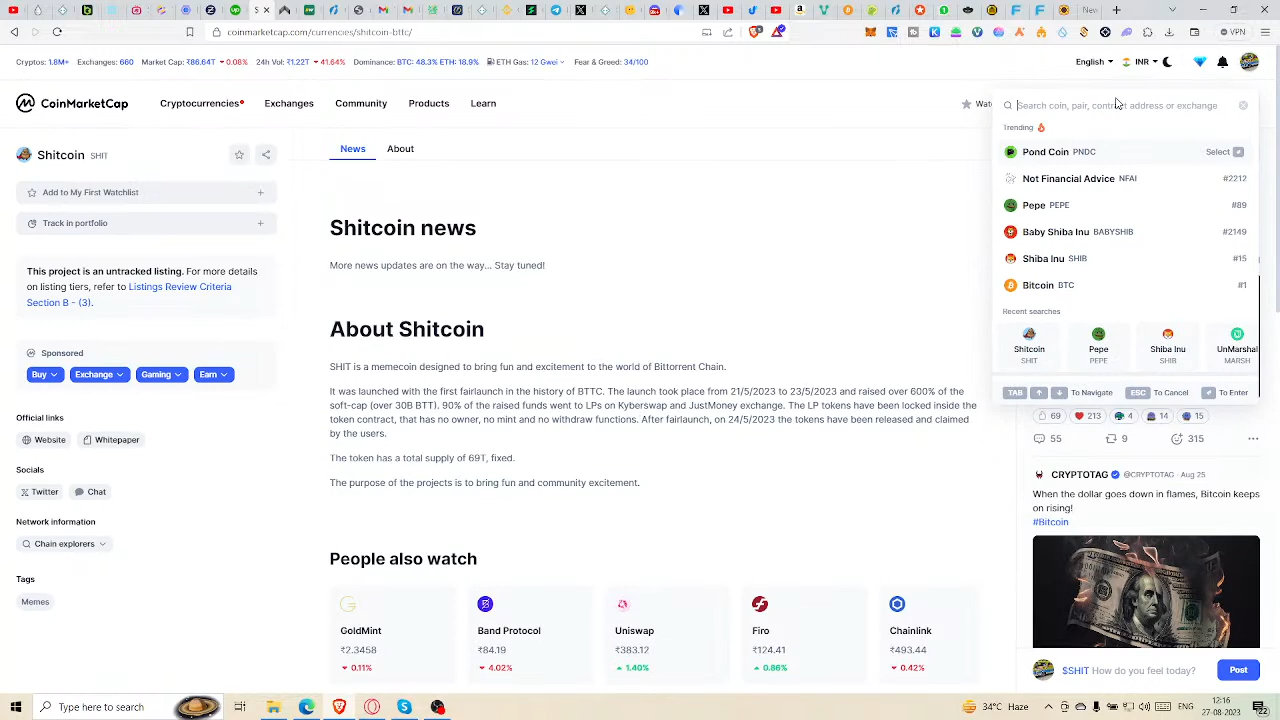 coinmarketcap.com/currencies/shitcoin-bttc/
VPN
Cryptos: 1.8M+ Exchanges: 660 Market Cap: ₹86.64T 0.08% 24h Vol: ₹1.22T 41.64% Dominance: BTC: 48.3% ETH: 18.9% ETH Gas: 12 Gwei Fear & Greed: 34/100
English INR
CoinMarketCap
Cryptocurrencies Exchanges Community Products Learn
Search coin, pair, contract address or exchange
Trending
Pond Coin PNDC Select
Not Financial Advice NFAI #2212
Pepe PEPE #89
Baby Shiba Inu BABYSHIB #2149
Shiba Inu SHIB #15
Bitcoin BTC #1
Recent searches
Shitcoin Pepe Shiba Inu UnMarshal
SHIT PEPE SHIB MARSH
TAB To Navigate ESC To Cancel To Enter
Shitcoin SHIT
Add to My First Watchlist +
Track in portfolio +
This project is an untracked listing. For more details
on listing tiers, refer to Listings Review Criteria
Section B - (3).
Sponsored
Buy Exchange Gaming Earn
Official links
Website Whitepaper
Socials
Twitter Chat
Network information
Chain explorers
Tags
Memes
News About
Shitcoin news
More news updates are on the way... Stay tuned!
About Shitcoin
SHIT is a memecoin designed to bring fun and excitement to the world of Bittorrent Chain.
It was launched with the first fairlaunch in the history of BTTC. The launch took place from 21/5/2023 to 23/5/2023 and raised over 600% of the
soft-cap (over 30B BTT). 90% of the raised funds went to LPs on Kyberswap and JustMoney exchange. The LP tokens have been locked inside the
token contract, that has no owner, no mint and no withdraw functions. After fairlaunch, on 24/5/2023 the tokens have been released and claimed
by the users.
The token has a total supply of 69T, fixed.
The purpose of the projects is to bring fun and community excitement.
People also watch
GoldMint Band Protocol Uniswap Firo Chainlink
₹2.3458 ₹84.19 ₹383.12 ₹124.41 ₹493.44
0.11% 4.02% 1.40% 0.86% 0.42%
69 213 4 14 15
55 9 315
CRYPTOTAG @CRYPTOTAG · Aug 25
When the dollar goes down in flames, Bitcoin keeps
on rising!
#Bitcoin
$SHIT How do you feel today? Post
Type here to search
34°C Haze
12:16
27-08-2023